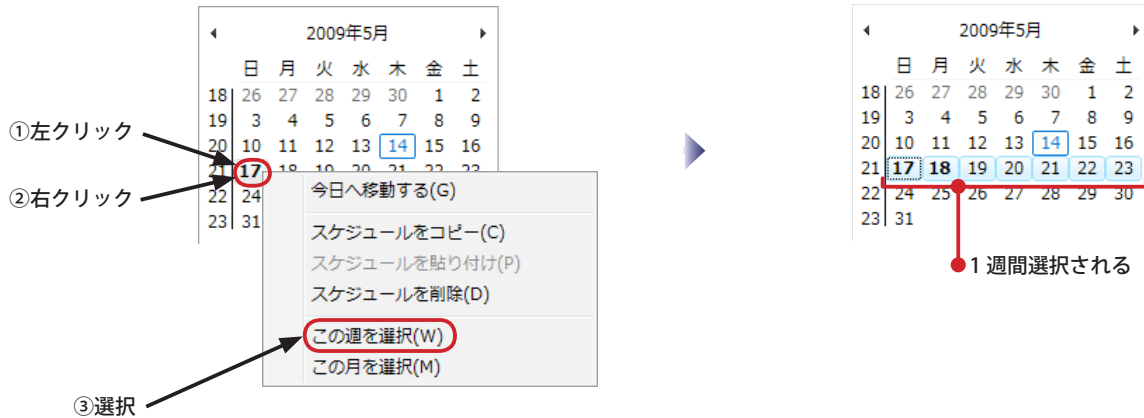 2009年5月
日 月 火 水 木 金 土
18 26 27 28 29 30 1 2
19 3 4 5 6 7 8 9
20 10 11 12 13 14 15 16
21 17 18 19 20 21 22 23
22 24
23 31
①左クリック
②右クリック
今日へ移動する(G)
スケジュールをコピー(C)
スケジュールを貼り付け(P)
スケジュールを削除(D)
この週を選択(W)
この月を選択(M)
③選択
2009年5月
日 月 火 水 木 金 土
18 26 27 28 29 30 1 2
19 3 4 5 6 7 8 9
20 10 11 12 13 14 15 16
21 17 18 19 20 21 22 23
22 24 25 26 27 28 29 30
23 31
1 週間選択される